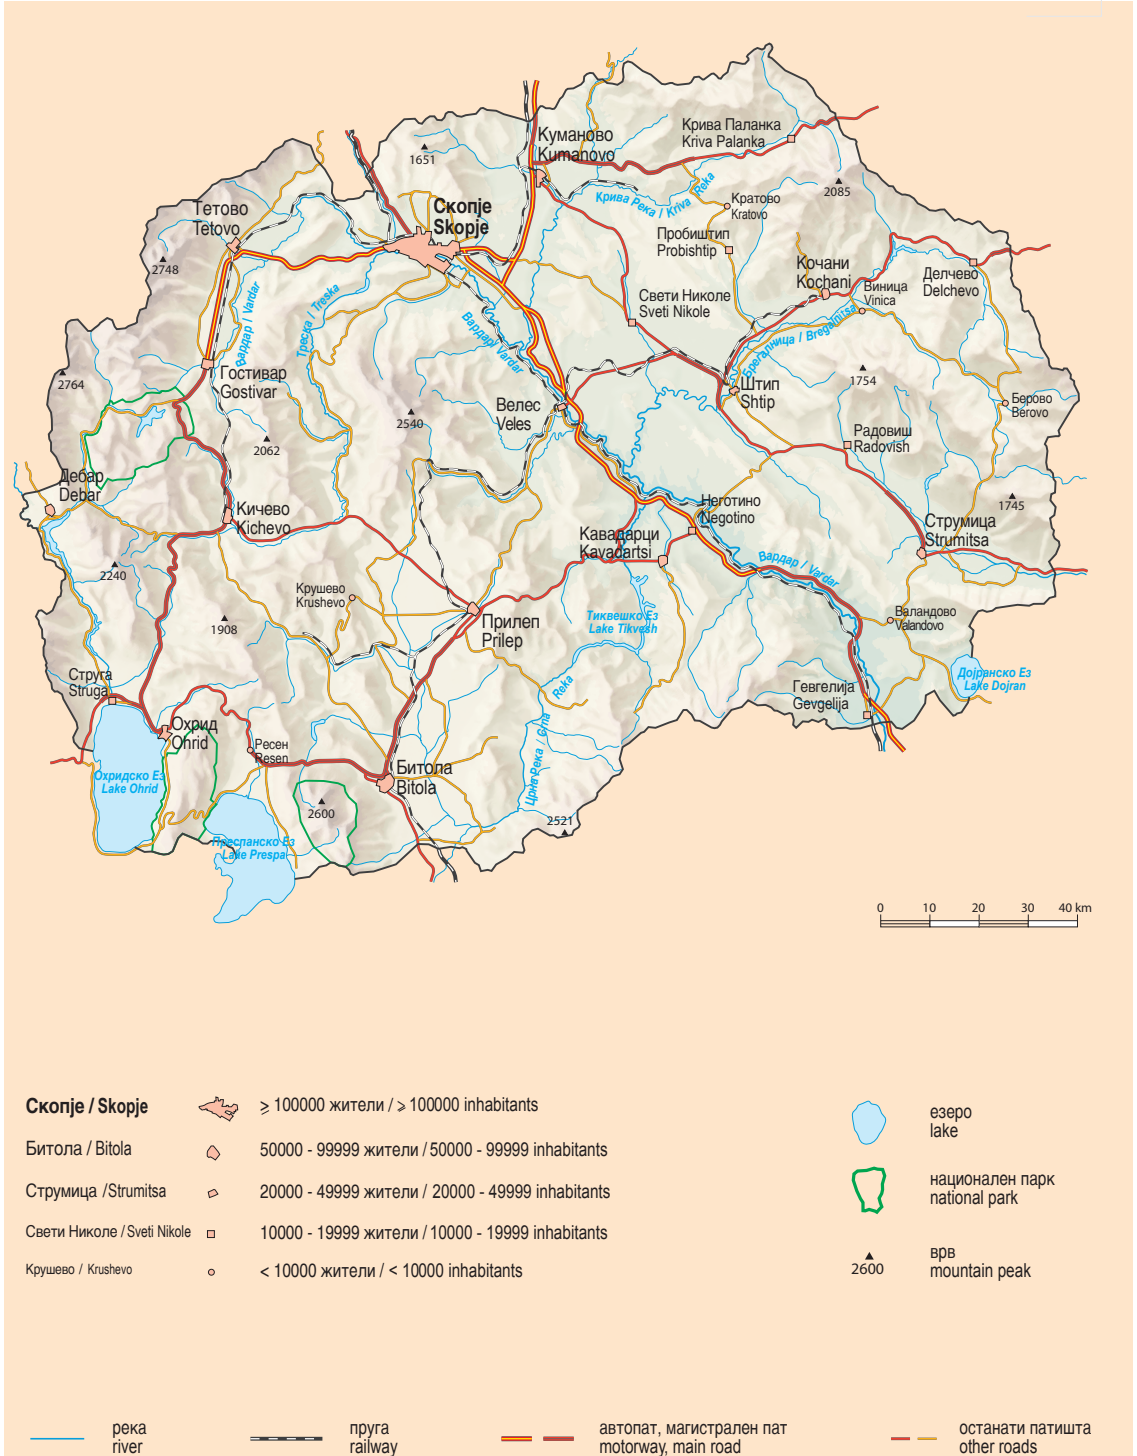 Крива Паланка
Kriva Palanka
Куманово
Kumanovo
1651
2085
Крива Река / Kriva Reka
Кратово
Kratovo
Тетово
Tetovo
Скопје
Skopje
Пробиштип
Probishtip
2748
Кочани
Kochani
Делчево
Delchevo
Виница
Vinica
Свети Николе
Sveti Nikole
Вардар / Vardar
Треска / Treska
Вардар/ Vardar
Брегалница / Bregalnitsa
2764
Гостивар
Gostivar
1754
Штип
Shtip
Берово
Berovo
Велес
Veles
2540
2062
Радовиш
Radovish
Дебар
Debar
Неготино
Negotino
1745
Кичево
Kichevo
Кавадарци
Kavadartsi
Струмица
Strumitsa
Вардар / Vardar
2240
Крушево
Krushevo
1908
Прилеп
Prilep
Тиквешко Ез
Lake Tikvesh
Валандово
Valandovo
Струга
Struga
Црна Река / Crna Reka
Дојранско Ез
Lake Dojran
Гевгелија
Gevgelija
Охрид
Ohrid
Ресен
Resen
Битола
Bitola
Охридско Ез
Lake Ohrid
2600
2521
Преспанско Ез
Lake Prespa
0 10 20 30 40 km
Скопје / Skopje ≥ 100000 жители / ≥ 100000 inhabitants
Битола / Bitola 50000 - 99999 жители / 50000 - 99999 inhabitants
Струмица /Strumitsa 20000 - 49999 жители / 20000 - 49999 inhabitants
Свети Николе / Sveti Nikole 10000 - 19999 жители / 10000 - 19999 inhabitants
Крушево / Krushevo < 10000 жители / < 10000 inhabitants
езеро
lake
национален парк
national park
2600
врв
mountain peak
река
river
пруга
railway
автопат, магистрален пат
motorway, main road
останати патишта
other roads